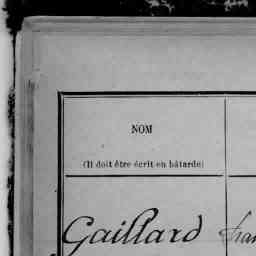 NOM
(Il doit être écrit en bâtarde)
Gaillard